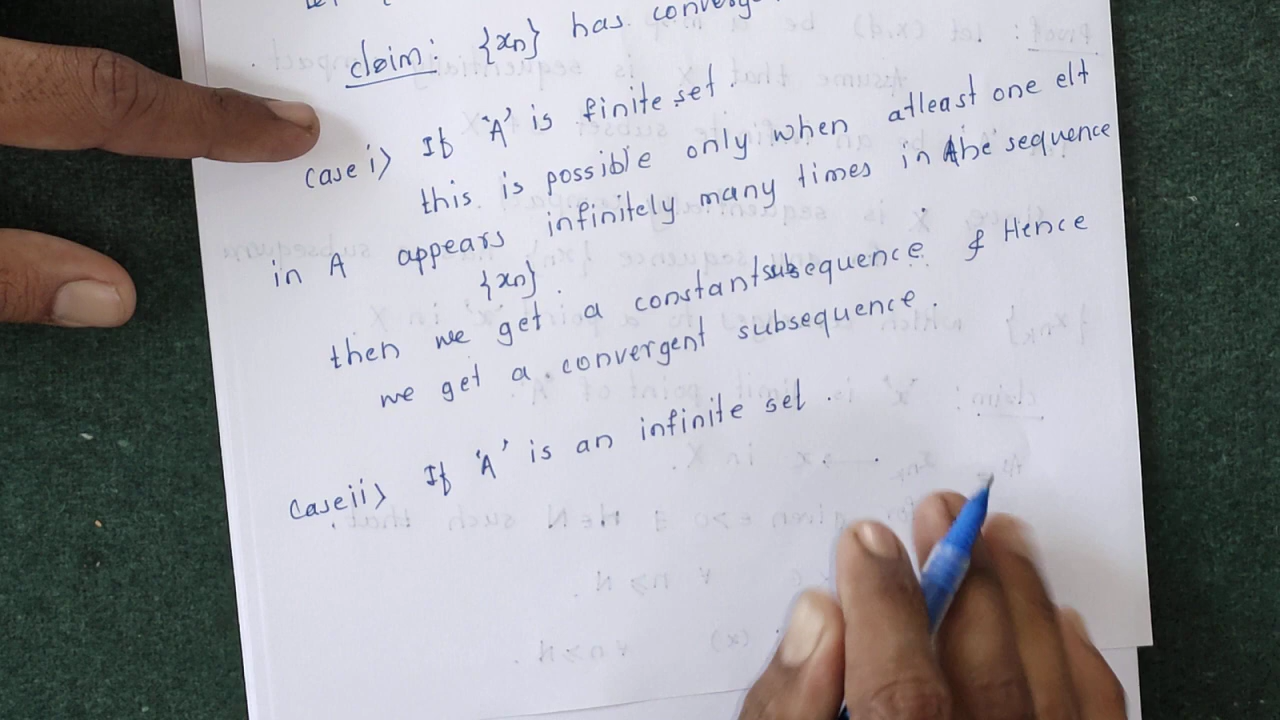 claim: {xn} has converge
case i> If 'A' is finite set.
this is possible only when atleast one elt
in A appears infinitely many times in the sequence
{xn}.
then we get a constant subsequence & Hence
we get a convergent subsequence.
Case ii> If 'A' is an infinite set.